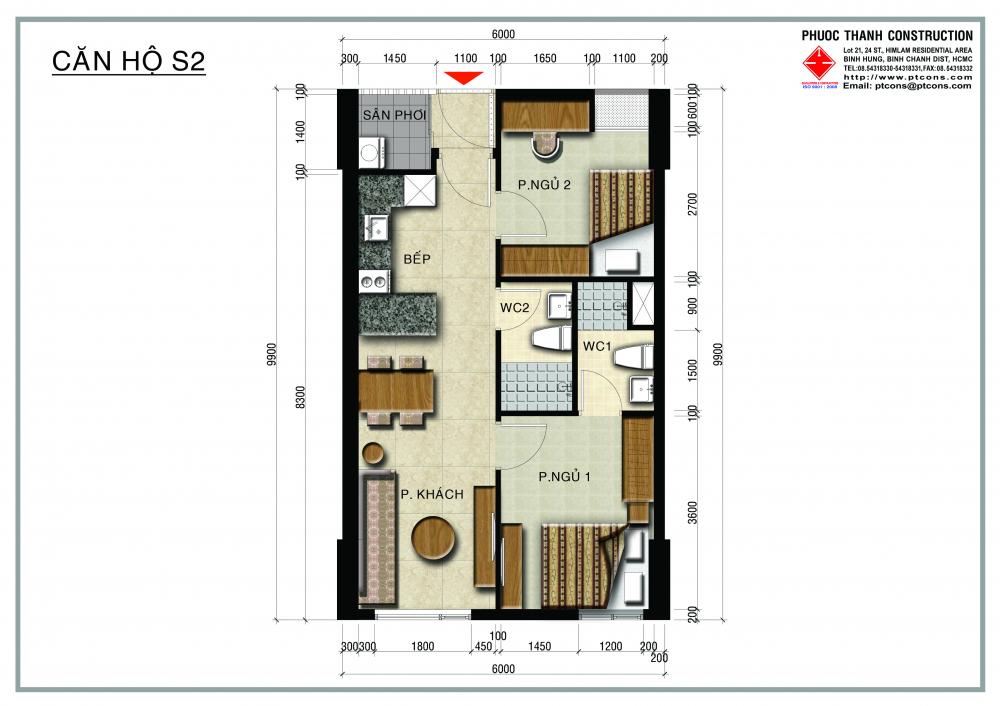 CĂN HỘ S2
PHUOC THANH CONSTRUCTION
Lot 21, 24 ST., HIMLAM RESIDENTIAL AREA
BINH HUNG, BINH CHANH DIST, HCMC
TEL.08.54318330-54318331,FAX:08. 54318332
http://www.ptcons.com
Email: ptcons@ptcons.com
ISO 9001 : 2008
6000
300 1450 1100 100 1650 100 1100 200
100
1400
100
8300
9900
SÂN PHƠI
P.NGỦ 2
BẾP
WC2
WC1
P.NGỦ 1
P. KHÁCH
100
600
100
2700
100
900
1500
100
3600
200
9900
300 300 1800 450 100 1450 1200 200
200
6000